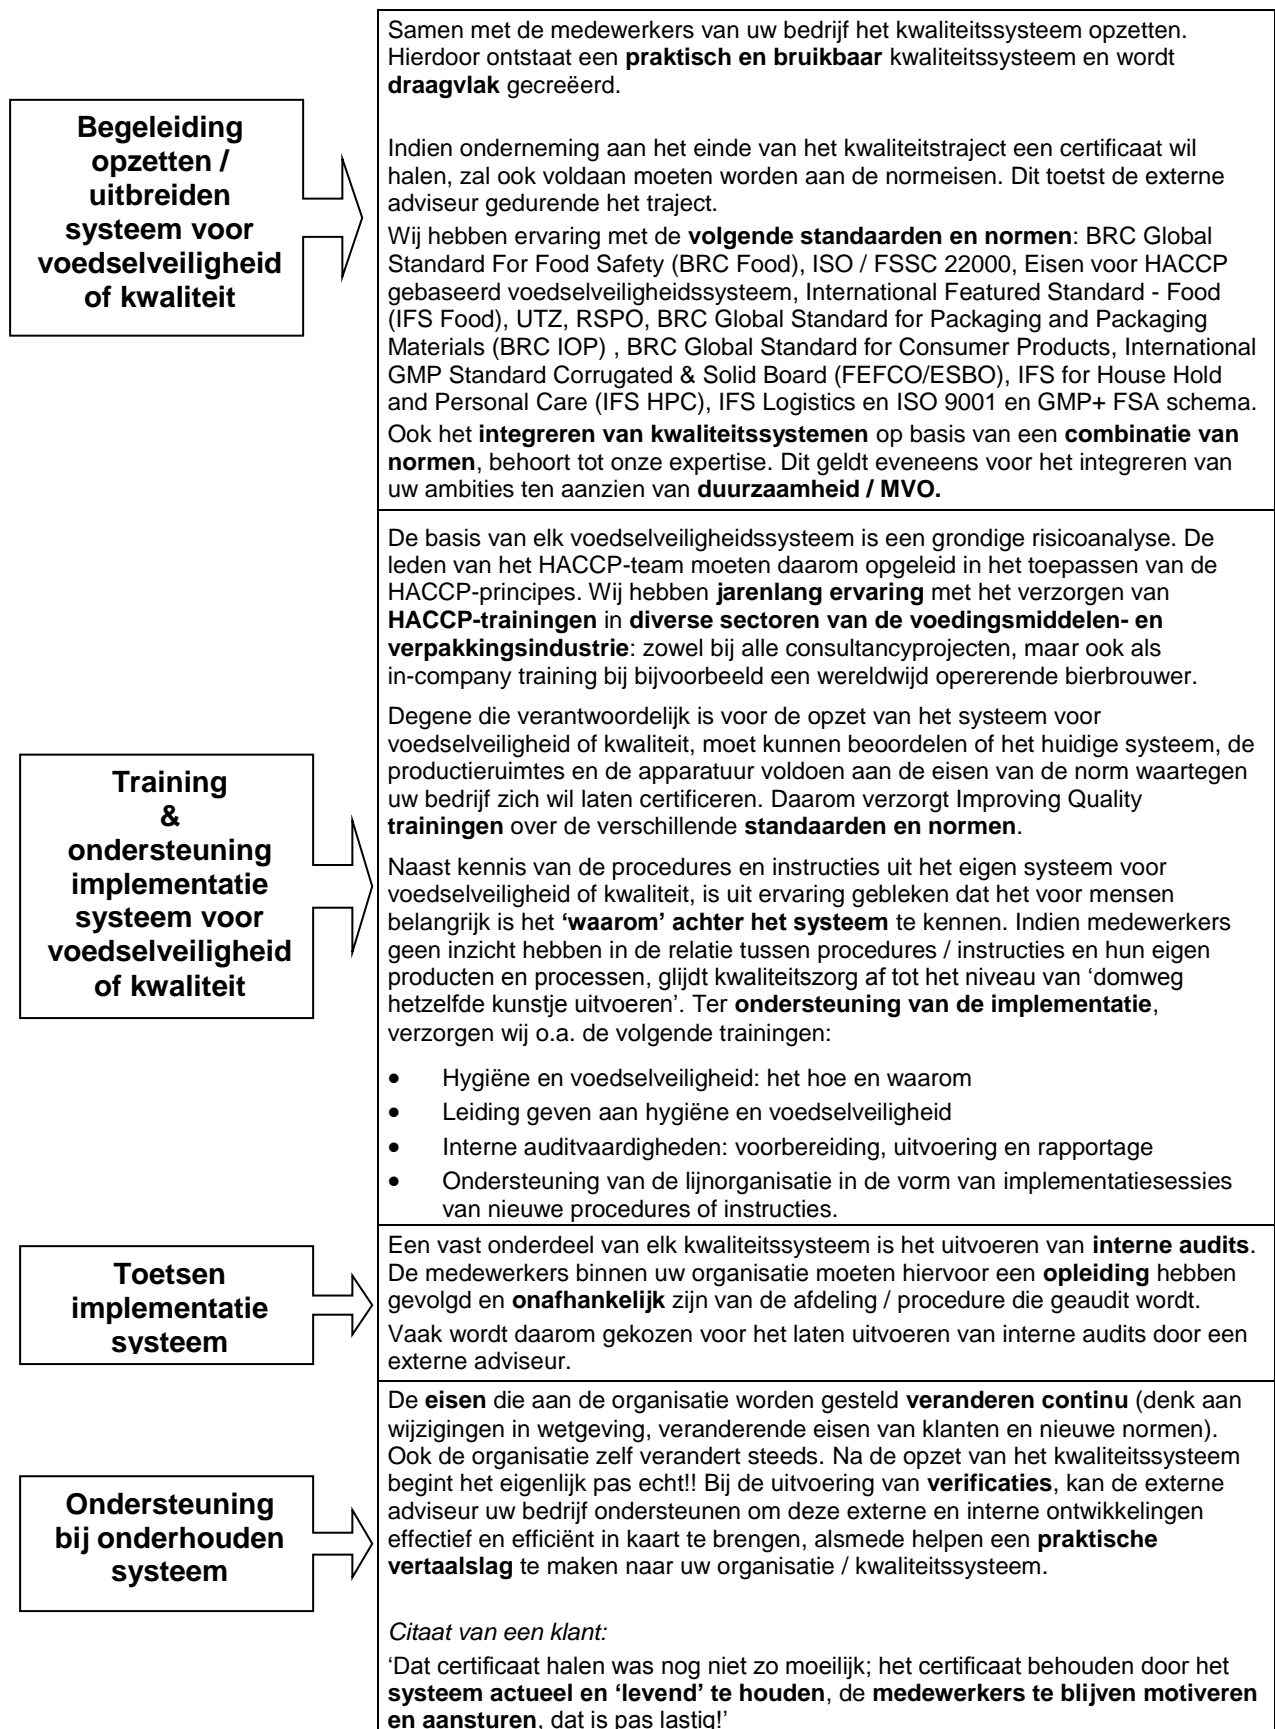 Begeleiding
opzetten /
uitbreiden
systeem voor
voedselveiligheid
of kwaliteit
Samen met de medewerkers van uw bedrijf het kwaliteitssysteem opzetten.
Hierdoor ontstaat een praktisch en bruikbaar kwaliteitssysteem en wordt
draagvlak gecreëerd.
Indien onderneming aan het einde van het kwaliteitstraject een certificaat wil
halen, zal ook voldaan moeten worden aan de normeisen. Dit toetst de externe
adviseur gedurende het traject.
Wij hebben ervaring met de volgende standaarden en normen: BRC Global
Standard For Food Safety (BRC Food), ISO / FSSC 22000, Eisen voor HACCP
gebaseerd voedselveiligheidssysteem, International Featured Standard - Food
(IFS Food), UTZ, RSPO, BRC Global Standard for Packaging and Packaging
Materials (BRC IOP) , BRC Global Standard for Consumer Products, International
GMP Standard Corrugated & Solid Board (FEFCO/ESBO), IFS for House Hold
and Personal Care (IFS HPC), IFS Logistics en ISO 9001 en GMP+ FSA schema.
Ook het integreren van kwaliteitssystemen op basis van een combinatie van
normen, behoort tot onze expertise. Dit geldt eveneens voor het integreren van
uw ambities ten aanzien van duurzaamheid / MVO.
Training
&
ondersteuning
implementatie
systeem voor
voedselveiligheid
of kwaliteit
De basis van elk voedselveiligheidssysteem is een grondige risicoanalyse. De
leden van het HACCP-team moeten daarom opgeleid in het toepassen van de
HACCP-principes. Wij hebben jarenlang ervaring met het verzorgen van
HACCP-trainingen in diverse sectoren van de voedingsmiddelen- en
verpakkingsindustrie: zowel bij alle consultancyprojecten, maar ook als
in-company training bij bijvoorbeeld een wereldwijd opererende bierbrouwer.
Degene die verantwoordelijk is voor de opzet van het systeem voor
voedselveiligheid of kwaliteit, moet kunnen beoordelen of het huidige systeem, de
productieruimtes en de apparatuur voldoen aan de eisen van de norm waartegen
uw bedrijf zich wil laten certificeren. Daarom verzorgt Improving Quality
trainingen over de verschillende standaarden en normen.
Naast kennis van de procedures en instructies uit het eigen systeem voor
voedselveiligheid of kwaliteit, is uit ervaring gebleken dat het voor mensen
belangrijk is het ‘waarom’ achter het systeem te kennen. Indien medewerkers
geen inzicht hebben in de relatie tussen procedures / instructies en hun eigen
producten en processen, glijdt kwaliteitszorg af tot het niveau van ‘domweg
hetzelfde kunstje uitvoeren’. Ter ondersteuning van de implementatie,
verzorgen wij o.a. de volgende trainingen:
• Hygiëne en voedselveiligheid: het hoe en waarom
• Leiding geven aan hygiëne en voedselveiligheid
• Interne auditvaardigheden: voorbereiding, uitvoering en rapportage
• Ondersteuning van de lijnorganisatie in de vorm van implementatiesessies
van nieuwe procedures of instructies.
Toetsen
implementatie
systeem
Een vast onderdeel van elk kwaliteitssysteem is het uitvoeren van interne audits.
De medewerkers binnen uw organisatie moeten hiervoor een opleiding hebben
gevolgd en onafhankelijk zijn van de afdeling / procedure die geaudit wordt.
Vaak wordt daarom gekozen voor het laten uitvoeren van interne audits door een
externe adviseur.
Ondersteuning
bij onderhouden
systeem
De eisen die aan de organisatie worden gesteld veranderen continu (denk aan
wijzigingen in wetgeving, veranderende eisen van klanten en nieuwe normen).
Ook de organisatie zelf verandert steeds. Na de opzet van het kwaliteitssysteem
begint het eigenlijk pas echt!! Bij de uitvoering van verificaties, kan de externe
adviseur uw bedrijf ondersteunen om deze externe en interne ontwikkelingen
effectief en efficiënt in kaart te brengen, alsmede helpen een praktische
vertaalslag te maken naar uw organisatie / kwaliteitssysteem.
Citaat van een klant:
‘Dat certificaat halen was nog niet zo moeilijk; het certificaat behouden door het
systeem actueel en ‘levend’ te houden, de medewerkers te blijven motiveren
en aansturen, dat is pas lastig!’